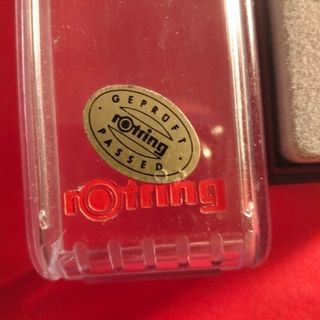 GEPRÜFT
rotring
PASSED
rotring